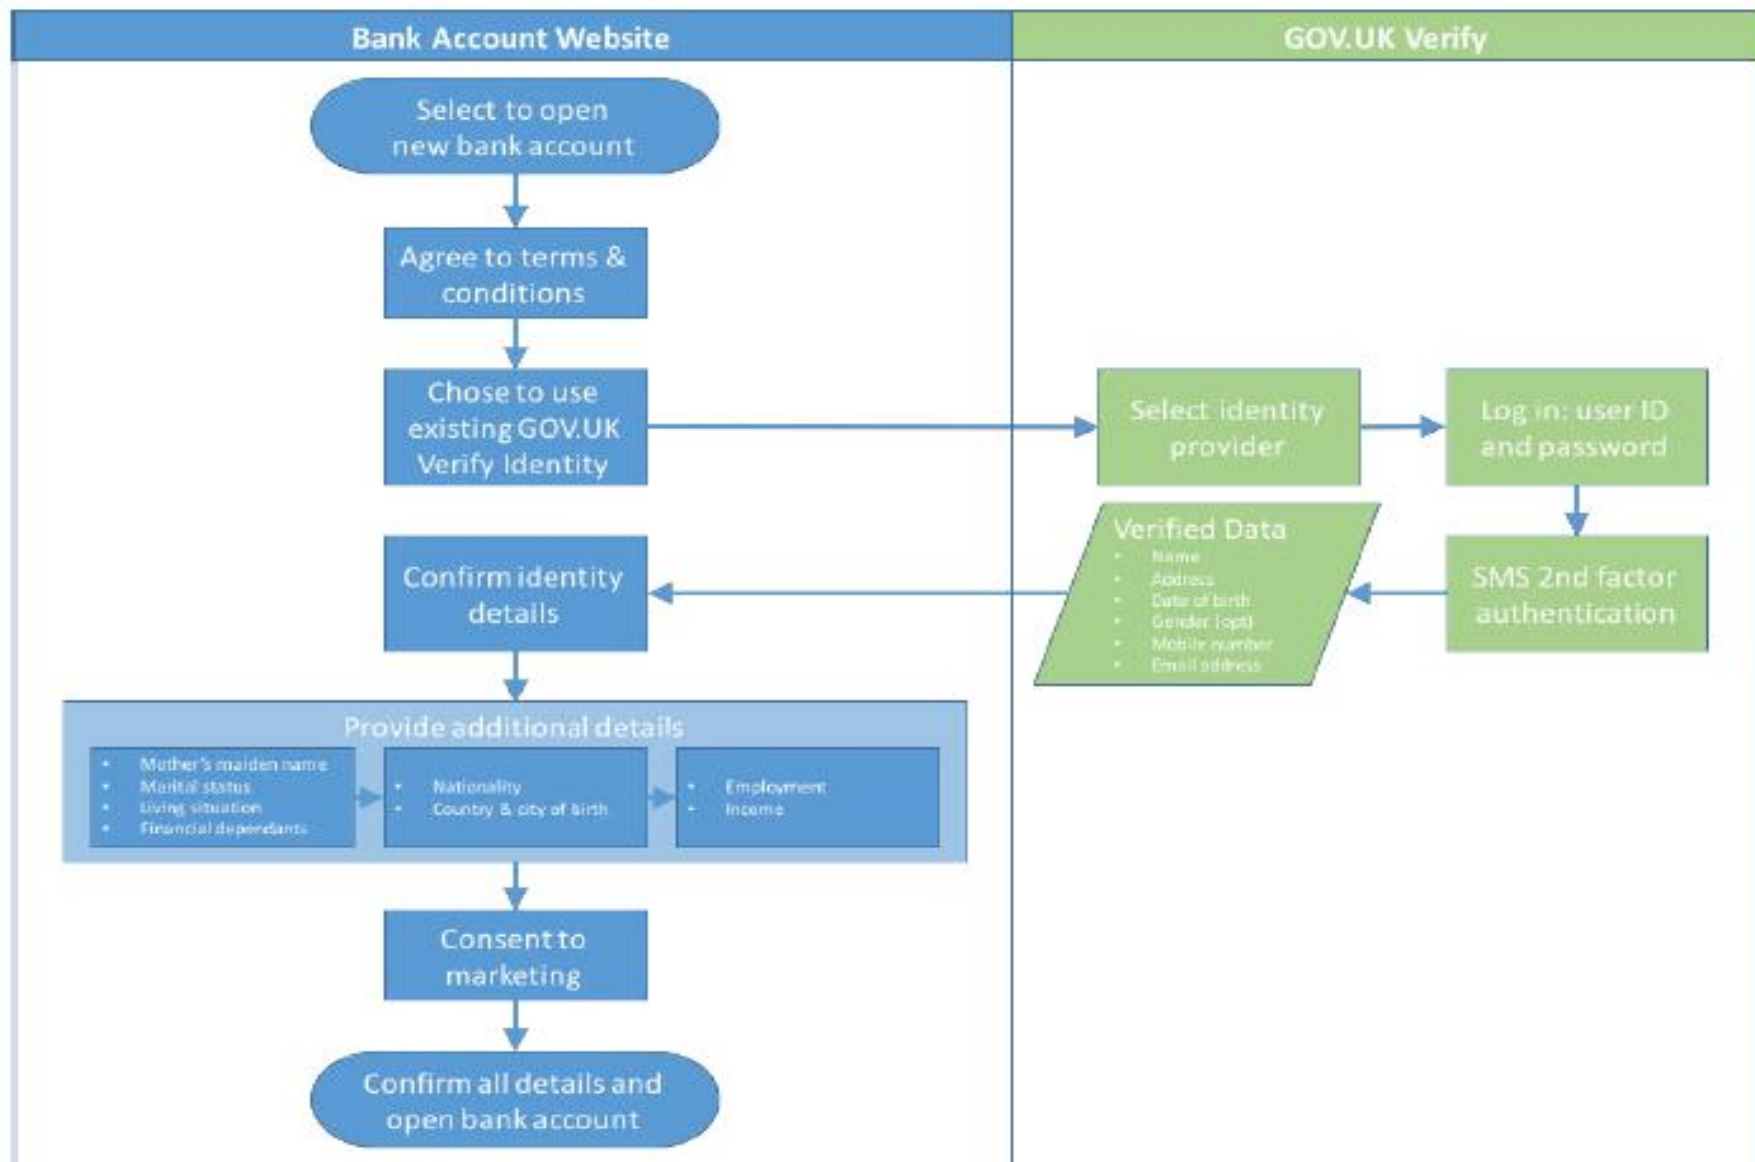 Bank Account Website
GOV.UK Verify
Select to open
new bank account
Agree to terms &
conditions
Chose to use
existing GOV.UK
Verify Identity
Select identity
provider
Log in: user ID
and password
SMS 2nd factor
authentication
Verified Data
• Name
• Address
• Date of birth
• Gender (opt)
• Mobile number
• Email address
Confirm identity
details
Provide additional details
• Mother's maiden name
• Marital status
• Living situation
• Financial dependants
• Nationality
• Country & city of birth
• Employment
• Income
Consent to
marketing
Confirm all details and
open bank account